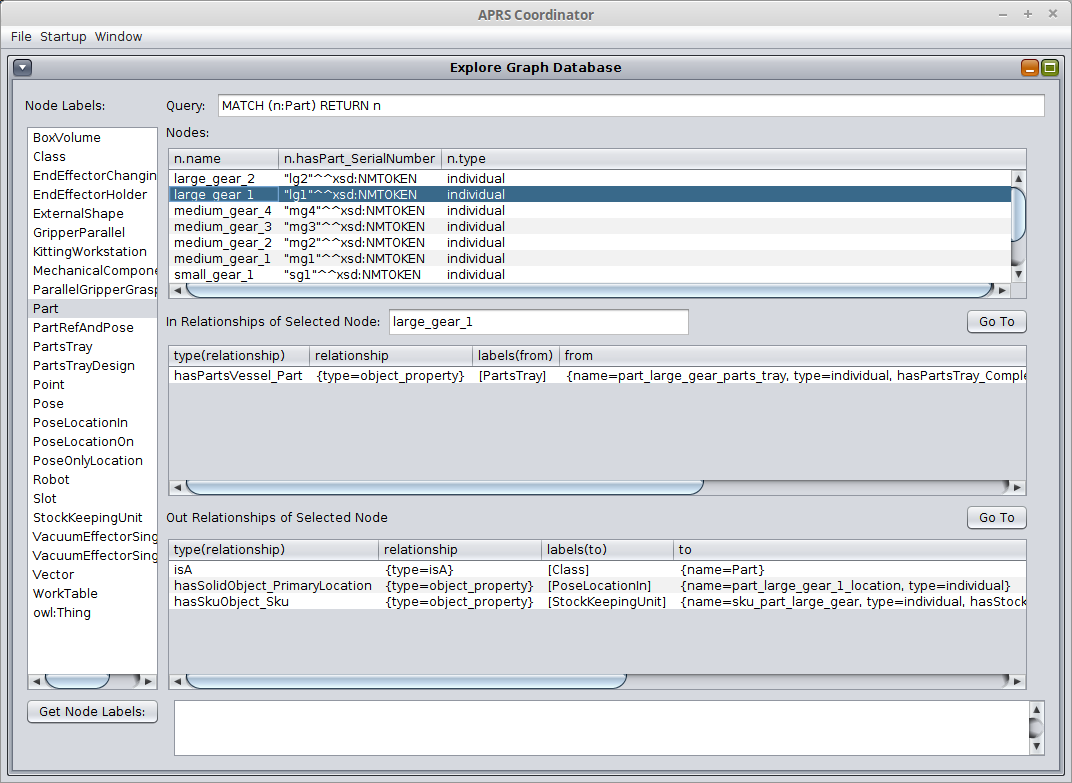 APRS Coordinator
File Startup Window
Explore Graph Database
Node Labels:
Query: MATCH (n:Part) RETURN n
BoxVolume
Class
EndEffectorChangin
EndEffectorHolder
ExternalShape
GripperParallel
KittingWorkstation
MechanicalCompone
ParallelGripperGrasp
Part
PartRefAndPose
PartsTray
PartsTrayDesign
Point
Pose
PoseLocationIn
PoseLocationOn
PoseOnlyLocation
Robot
Slot
StockKeepingUnit
VacuumEffectorSing
VacuumEffectorSing
Vector
WorkTable
owl:Thing
Get Node Labels:
Nodes:
n.name n.hasPart_SerialNumber n.type
large_gear_2 "lg2"^^xsd:NMTOKEN individual
large_gear_1 "lg1"^^xsd:NMTOKEN individual
medium_gear_4 "mg4"^^xsd:NMTOKEN individual
medium_gear_3 "mg3"^^xsd:NMTOKEN individual
medium_gear_2 "mg2"^^xsd:NMTOKEN individual
medium_gear_1 "mg1"^^xsd:NMTOKEN individual
small_gear_1 "sg1"^^xsd:NMTOKEN individual
In Relationships of Selected Node: large_gear_1 Go To
type(relationship) relationship labels(from) from
hasPartsVessel_Part {type=object_property} [PartsTray] {name=part_large_gear_parts_tray, type=individual, hasPartsTray_Comple
Out Relationships of Selected Node Go To
type(relationship) relationship labels(to) to
isA {type=isA} [Class] {name=Part}
hasSolidObject_PrimaryLocation {type=object_property} [PoseLocationIn] {name=part_large_gear_1_location, type=individual}
hasSkuObject_Sku {type=object_property} [StockKeepingUnit] {name=sku_part_large_gear, type=individual, hasStock